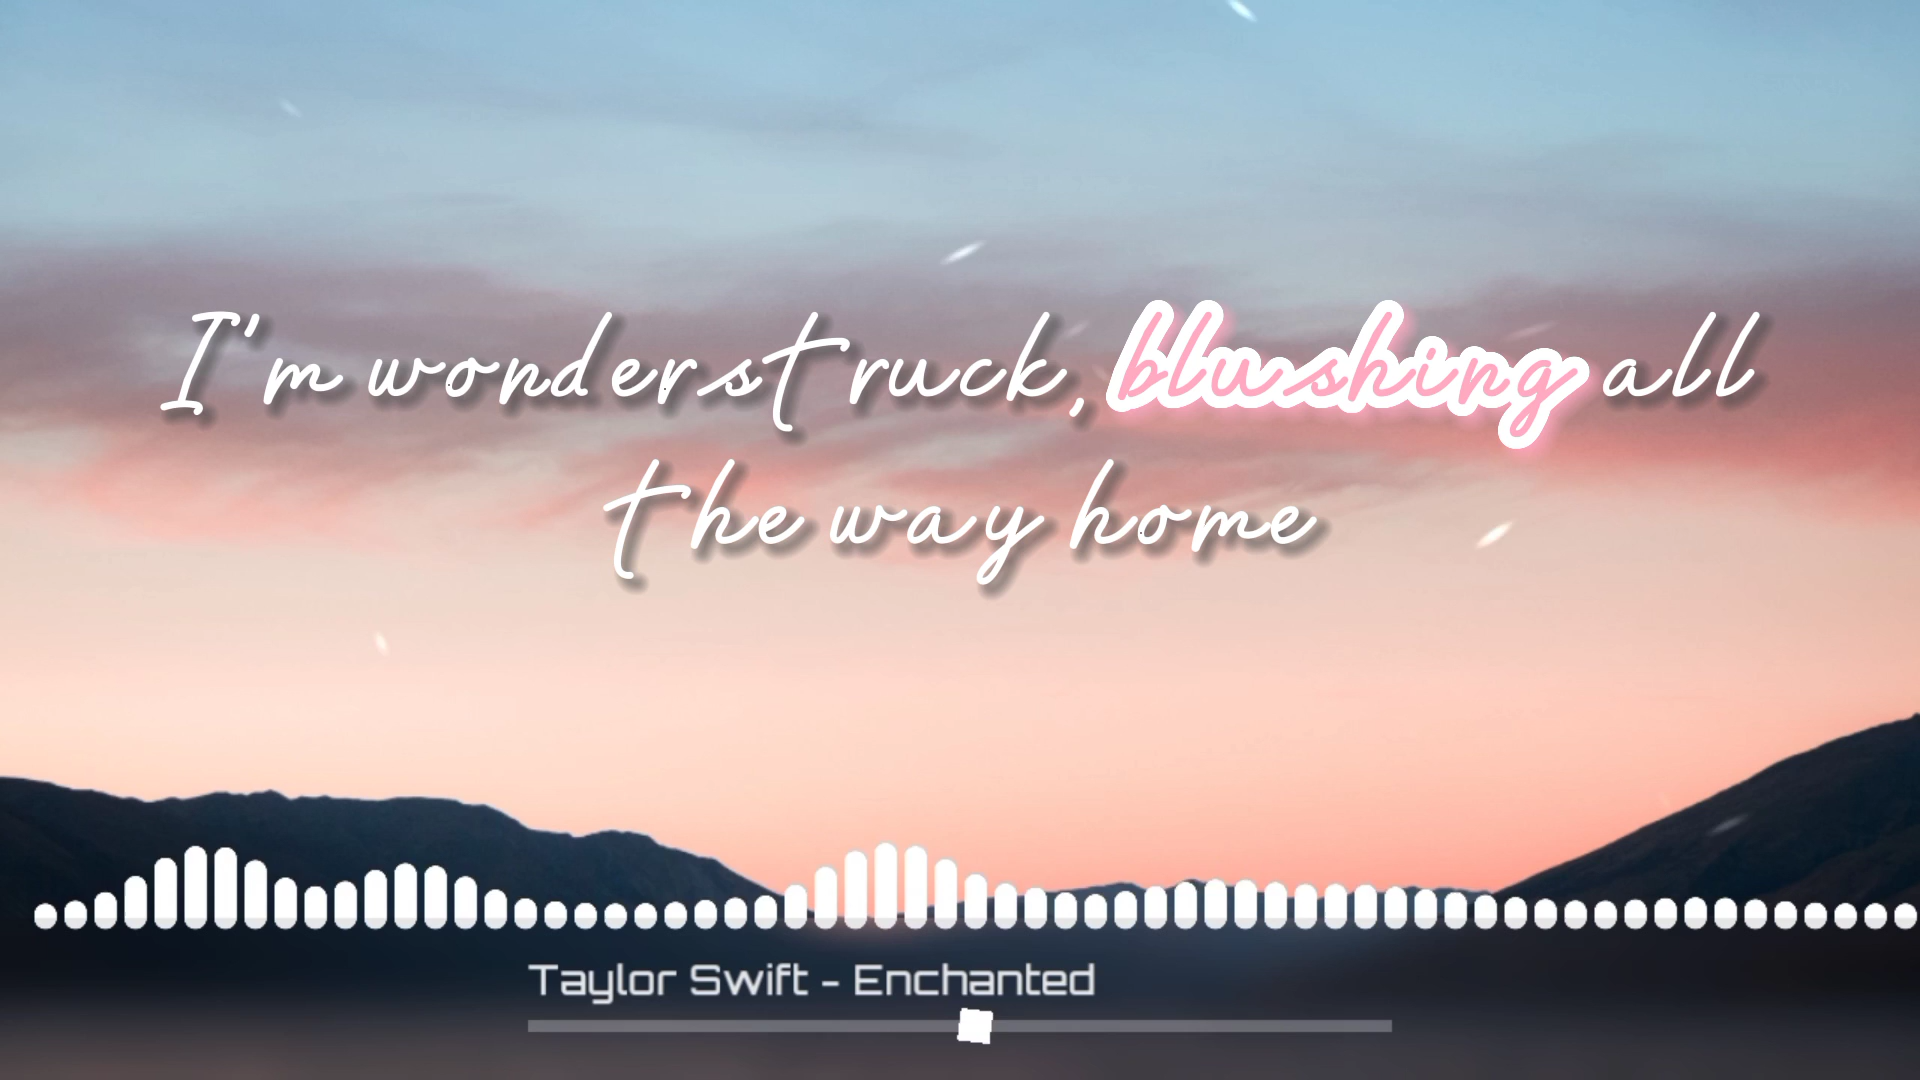 I'm wonderstruck, blushing all
the way home
Taylor Swift - Enchanted